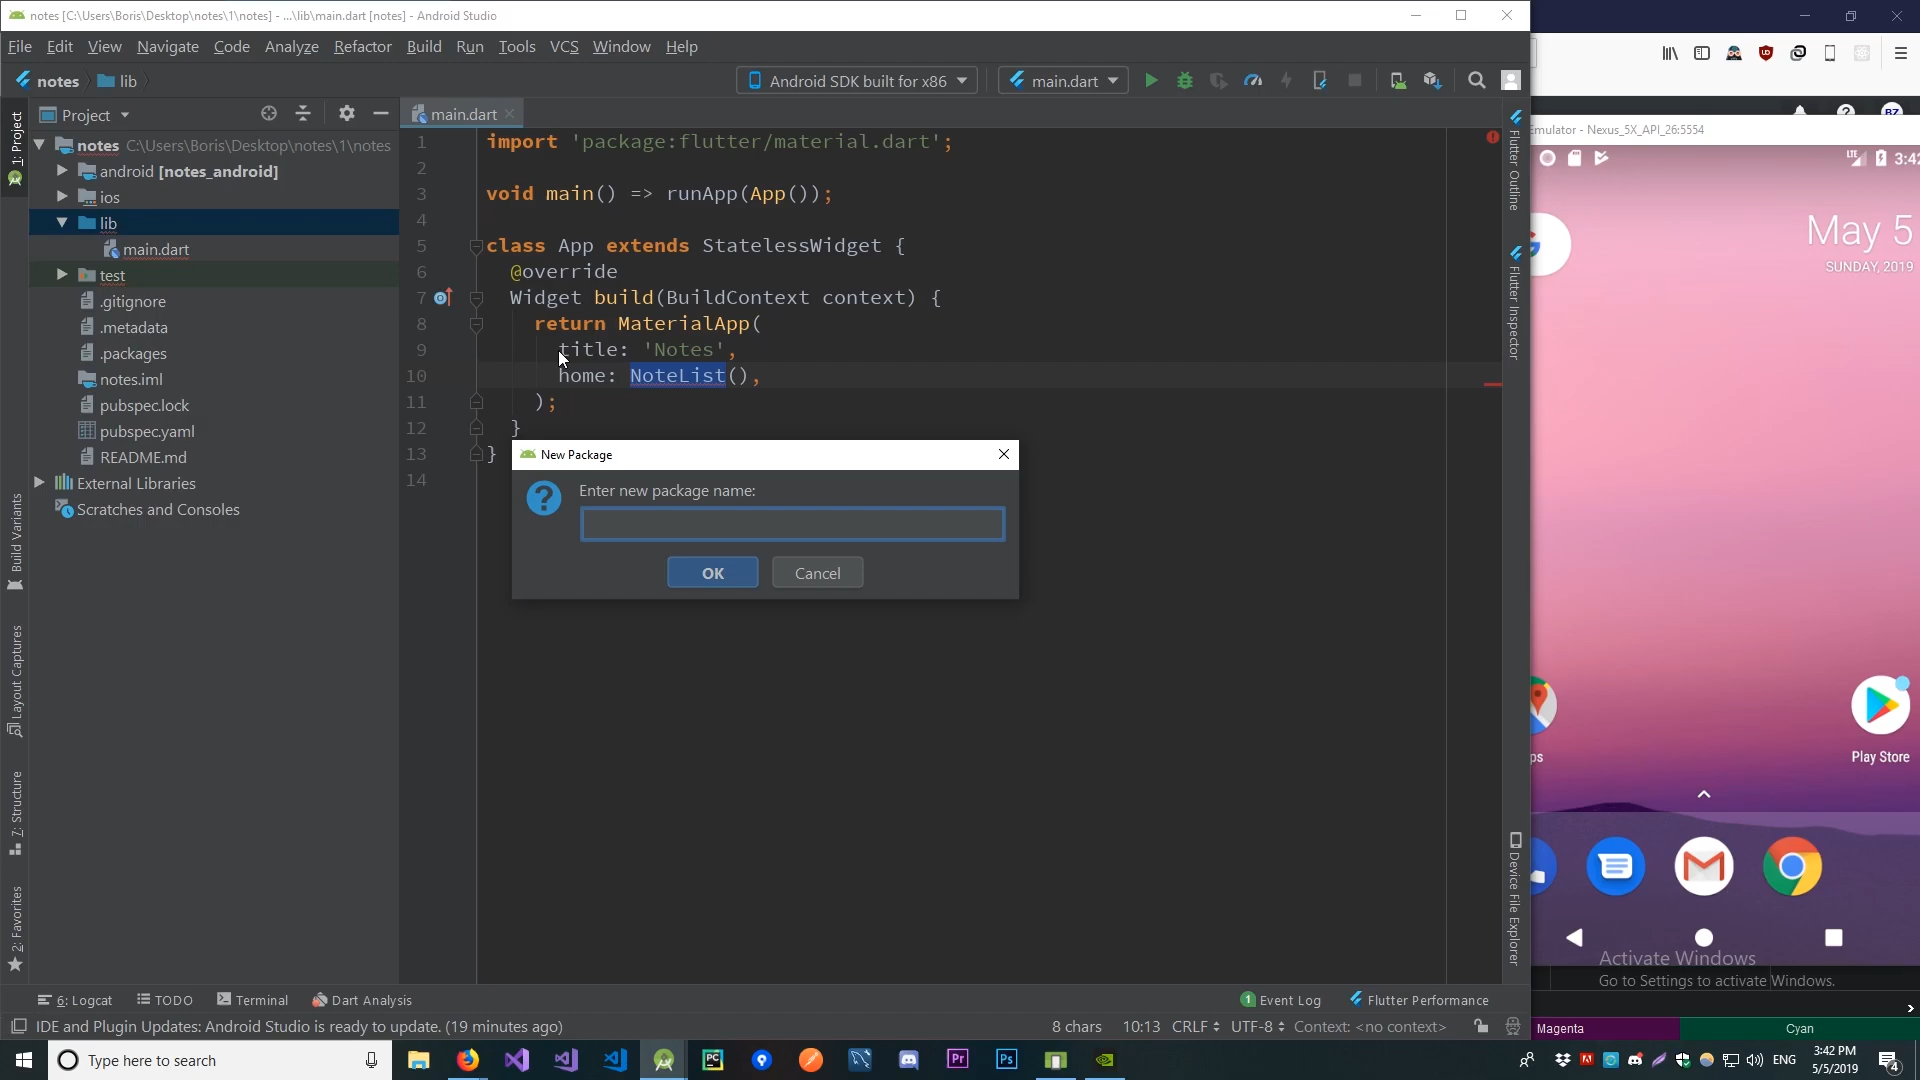 notes [C:\Users\Boris\Desktop\notes\1\notes] - ...\lib\main.dart [notes] - Android Studio
File Edit View Navigate Code Analyze Refactor Build Run Tools VCS Window Help
notes lib
Android SDK built for x86
main.dart
1: Project
Project
main.dart
notes C:\Users\Boris\Desktop\notes\1\notes
android [notes_android]
ios
lib
main.dart
test
.gitignore
.metadata
.packages
notes.iml
pubspec.lock
pubspec.yaml
README.md
External Libraries
Scratches and Consoles
Build Variants
Layout Captures
7: Structure
2: Favorites
1 import 'package:flutter/material.dart';
2
3 void main() => runApp(App());
4
5 class App extends StatelessWidget {
6 @override
7 Widget build(BuildContext context) {
8 return MaterialApp(
9 title: 'Notes',
10 home: NoteList(),
11 );
12 }
13 }
14
New Package
Enter new package name:
OK Cancel
Flutter Outline
Flutter Inspector
Device File Explorer
Emulator - Nexus_5X_API_26:5554
LTE 3:42
May 5
SUNDAY, 2019
ps
Play Store
Activate Windows
Go to Settings to activate Windows.
6: Logcat TODO Terminal Dart Analysis
1 Event Log Flutter Performance
IDE and Plugin Updates: Android Studio is ready to update. (19 minutes ago)
8 chars 10:13 CRLF UTF-8 Context: <no context>
Magenta Cyan
Type here to search
PC
Pr
Ps
ENG
3:42 PM
5/5/2019
4